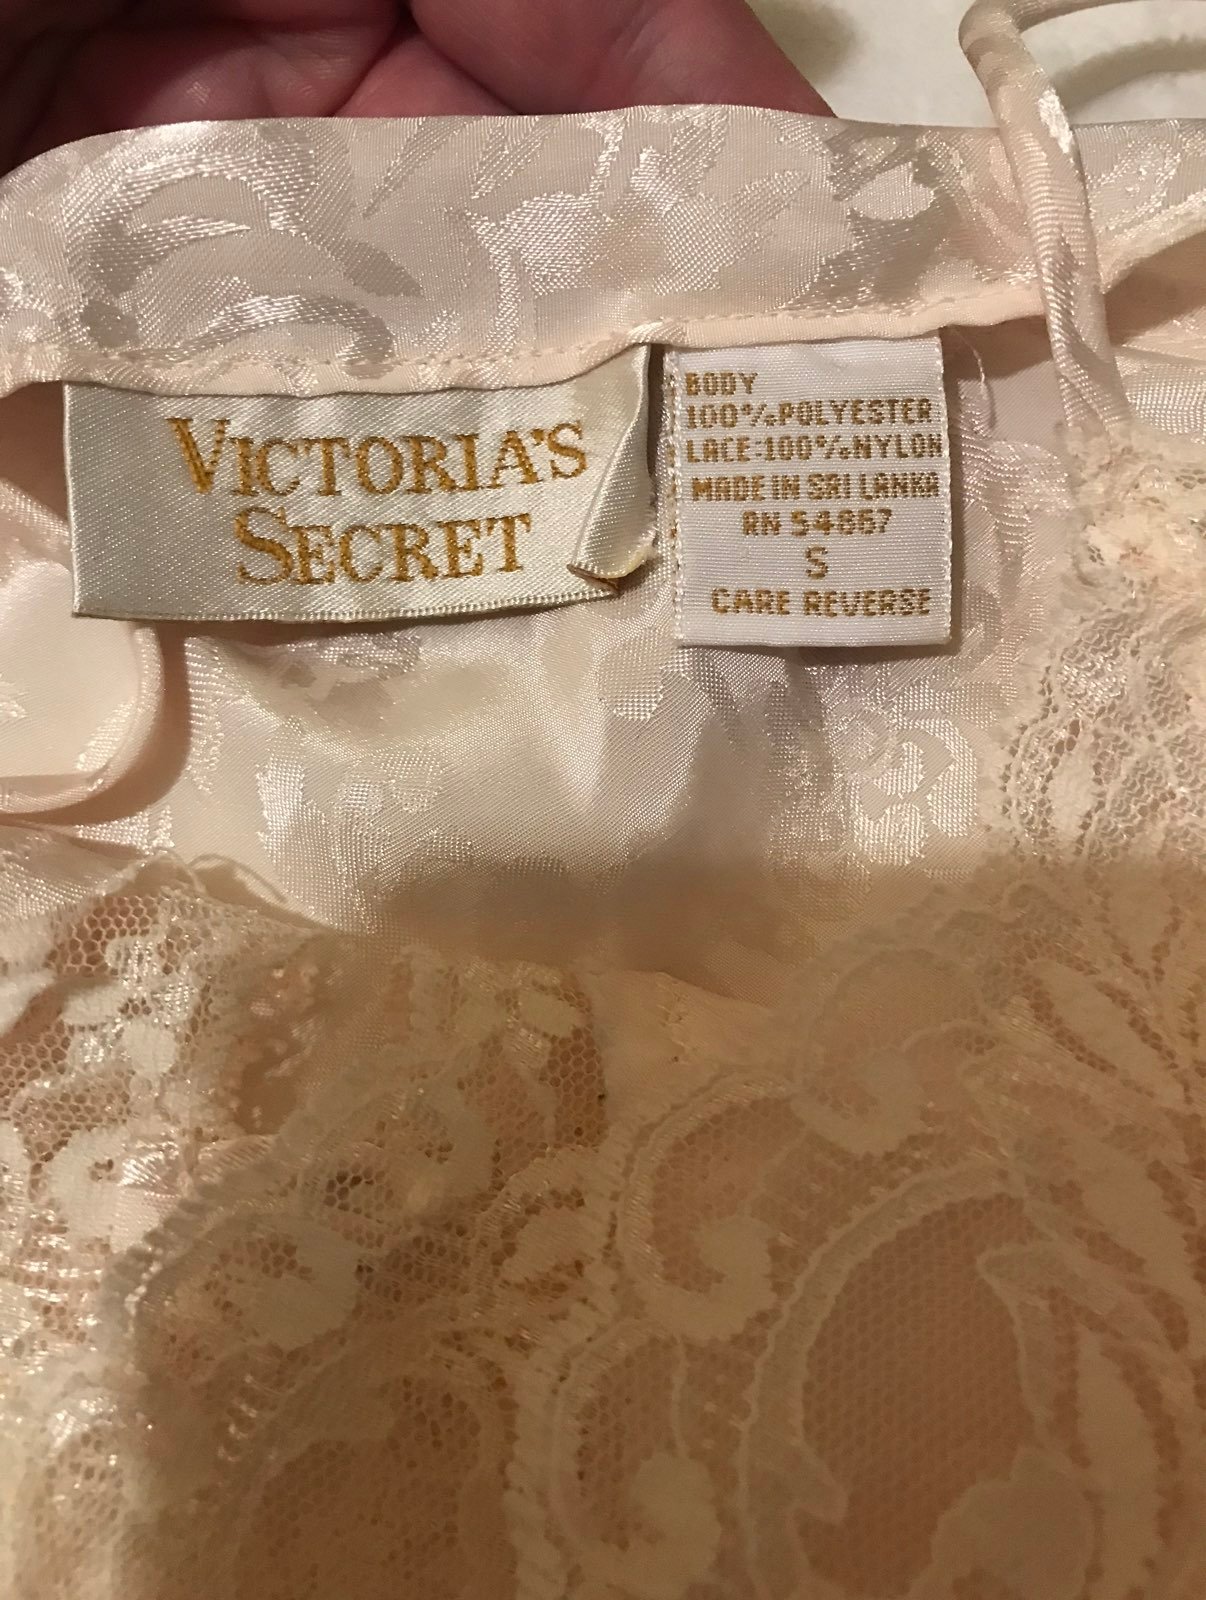 VICTORIA'S
SECRET
BODY
100%POLYESTER
LACE:100%NYLON
MADE IN SRI LANKA
RN 54867
S
CARE REVERSE